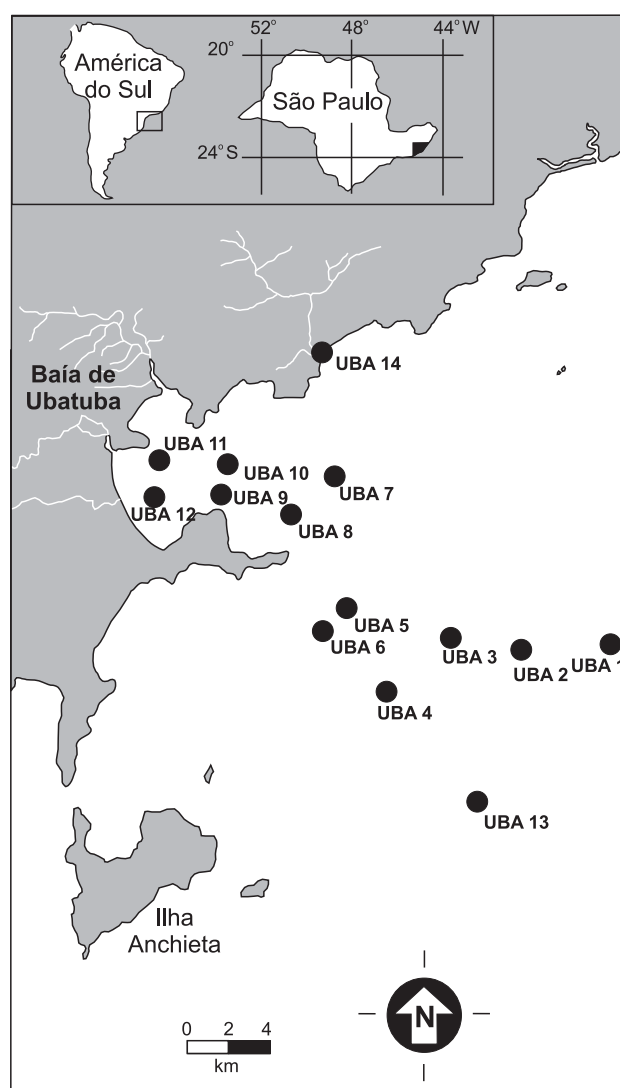 52° 48° 44° W
20°
América
do Sul
São Paulo
24°S
UBA 14
Baía de
Ubatuba
UBA 11
UBA 10
UBA 7
UBA 9
UBA 12
UBA 8
UBA 5
UBA 6
UBA 3
UBA 2
UBA 1
UBA 4
UBA 13
Ilha
Anchieta
N
0 2 4
km